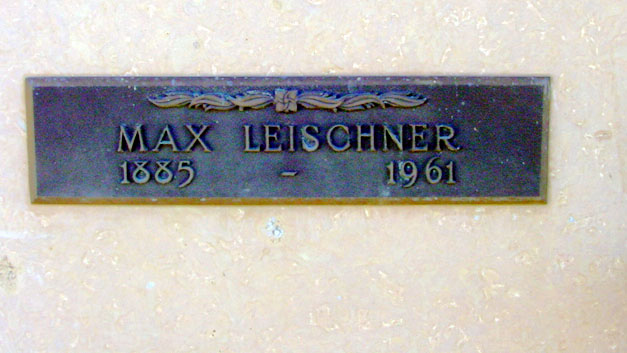 MAX LEISCHNER
1885 - 1961